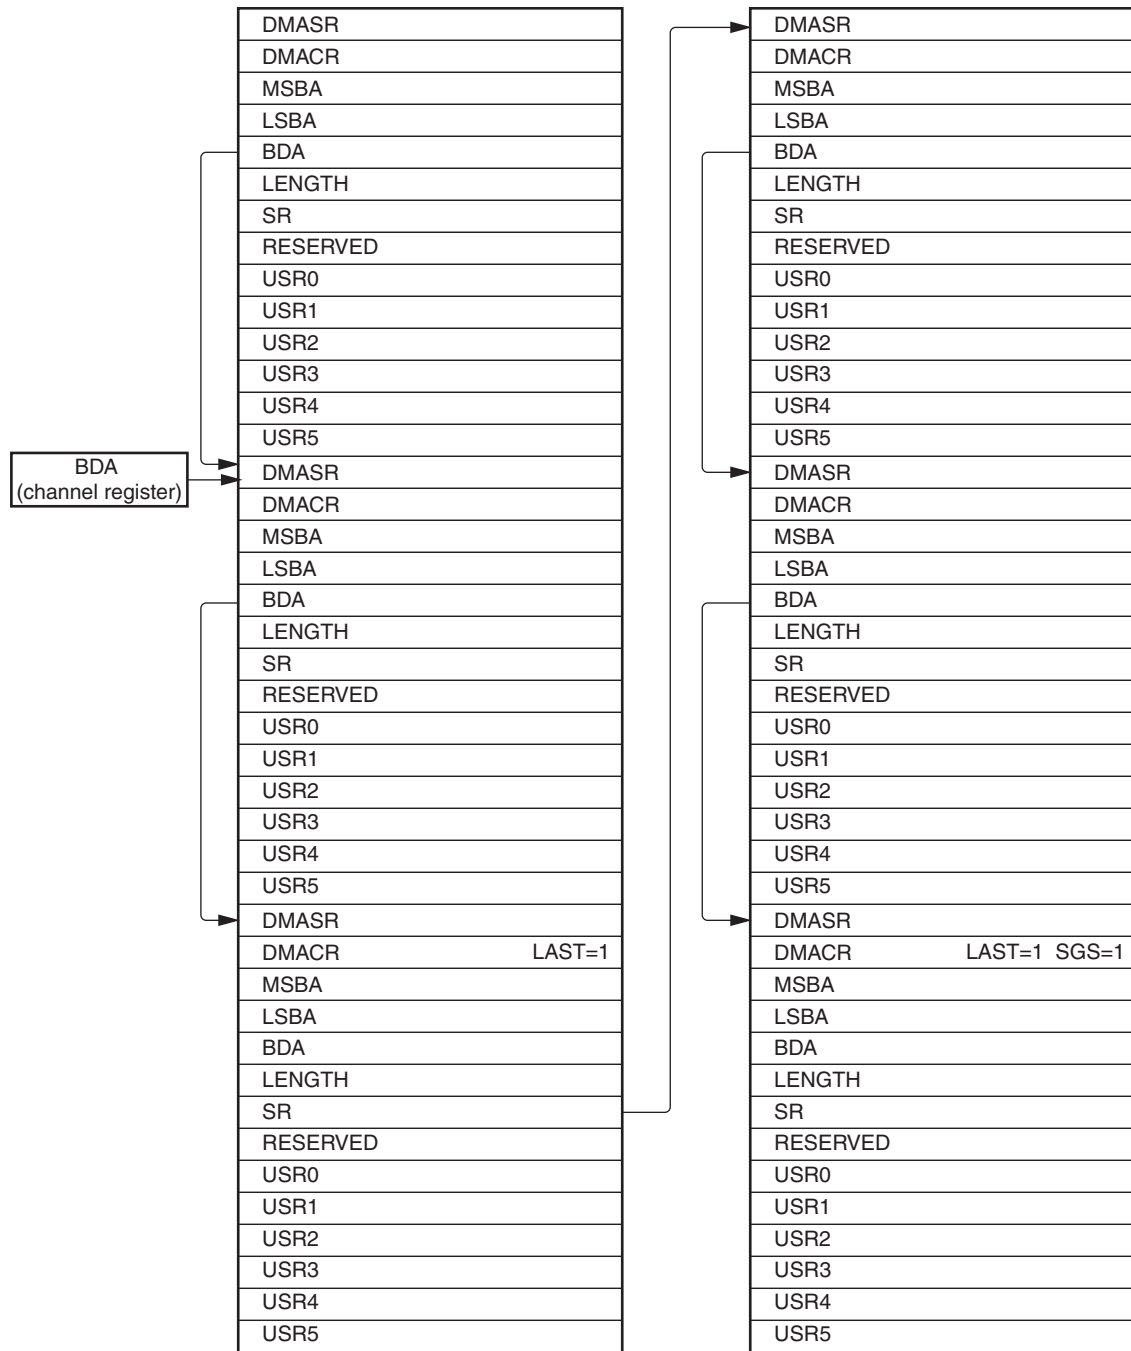 DMASR
DMACR
MSBA
LSBA
BDA
LENGTH
SR
RESERVED
USR0
USR1
USR2
USR3
USR4
USR5
BDA
(channel register)
DMASR
DMACR
MSBA
LSBA
BDA
LENGTH
SR
RESERVED
USR0
USR1
USR2
USR3
USR4
USR5
DMASR
DMACR LAST=1
MSBA
LSBA
BDA
LENGTH
SR
RESERVED
USR0
USR1
USR2
USR3
USR4
USR5
DMASR
DMACR
MSBA
LSBA
BDA
LENGTH
SR
RESERVED
USR0
USR1
USR2
USR3
USR4
USR5
DMASR
DMACR
MSBA
LSBA
BDA
LENGTH
SR
RESERVED
USR0
USR1
USR2
USR3
USR4
USR5
DMASR
DMACR LAST=1 SGS=1
MSBA
LSBA
BDA
LENGTH
SR
RESERVED
USR0
USR1
USR2
USR3
USR4
USR5